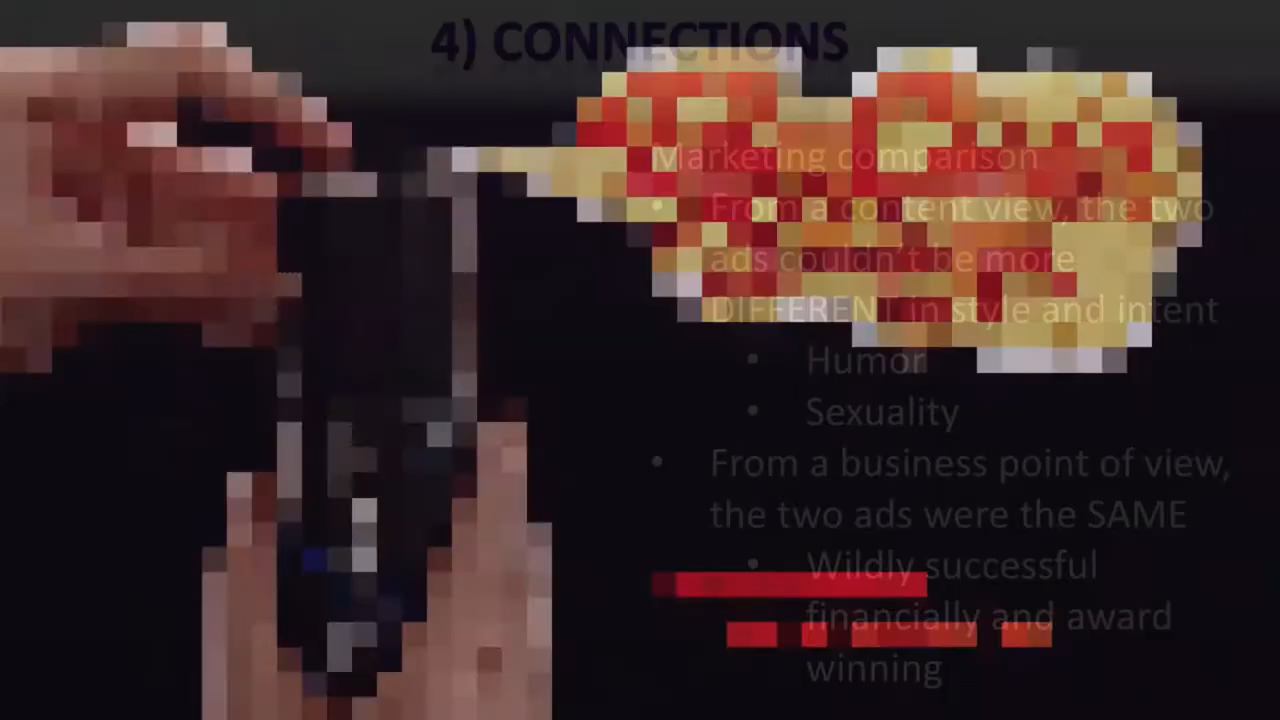 4) CONNECTIONS
Marketing comparison
• From a content view, the two
ads couldn't be more
DIFFERENT in style and intent
• Humor
• Sexuality
• From a business point of view,
the two ads were the SAME
• Wildly successful
financially and award
winning